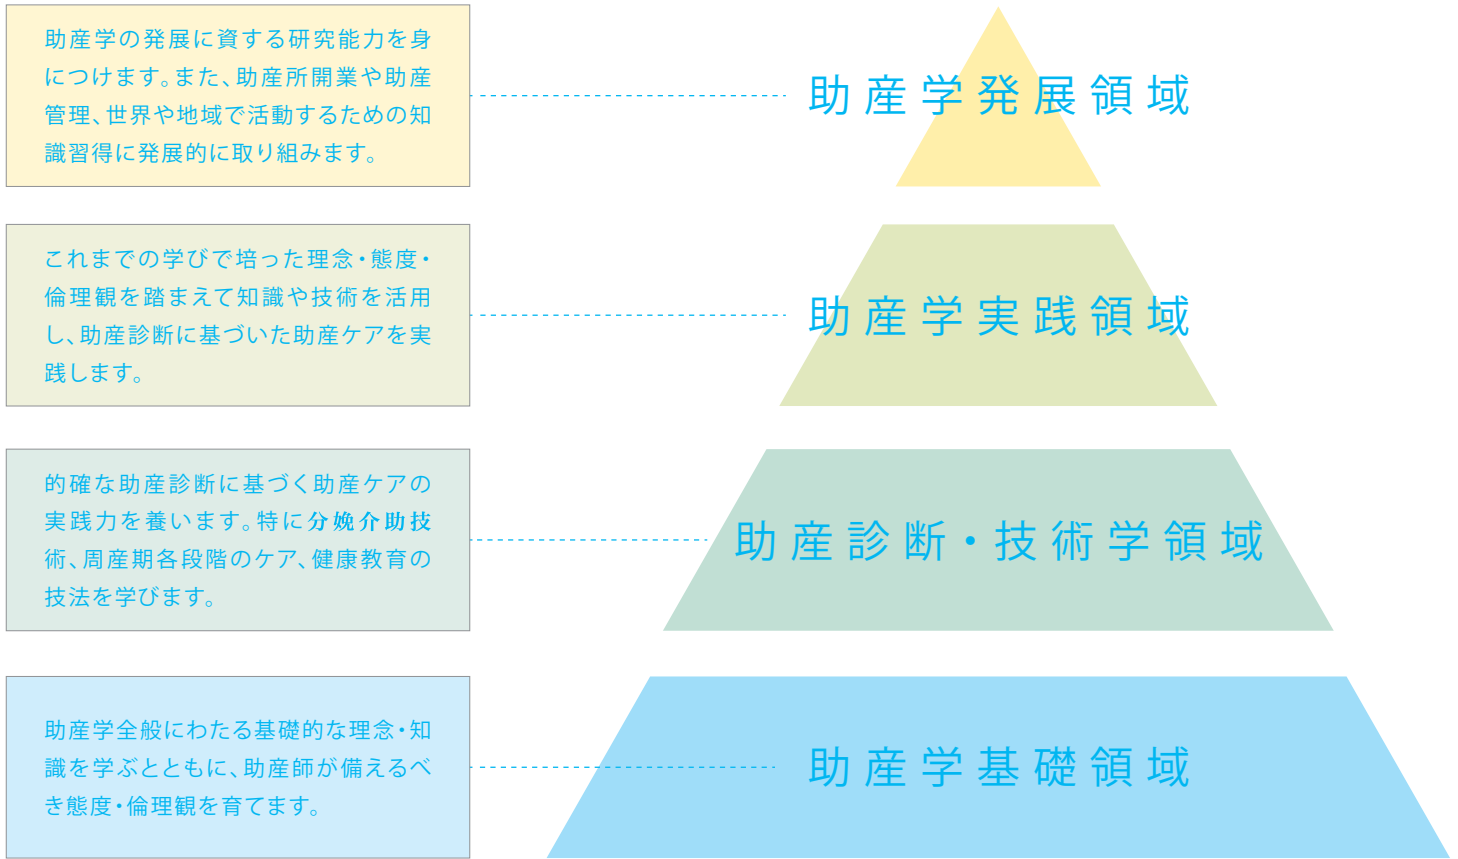 助産学の発展に資する研究能力を身
につけます。また、助産所開業や助産
管理、世界や地域で活動するための知
識習得に発展的に取り組みます。
助産学発展領域
これまでの学びで培った理念・態度・
倫理観を踏まえて知識や技術を活用
し、助産診断に基づいた助産ケアを実
践します。
助産学実践領域
的確な助産診断に基づく助産ケアの
実践力を養います。特に分娩介助技
術、周産期各段階のケア、健康教育の
技法を学びます。
助産診断・技術学領域
助産学全般にわたる基礎的な理念・知
識を学ぶとともに、助産師が備えるべ
き態度・倫理観を育てます。
助産学基礎領域